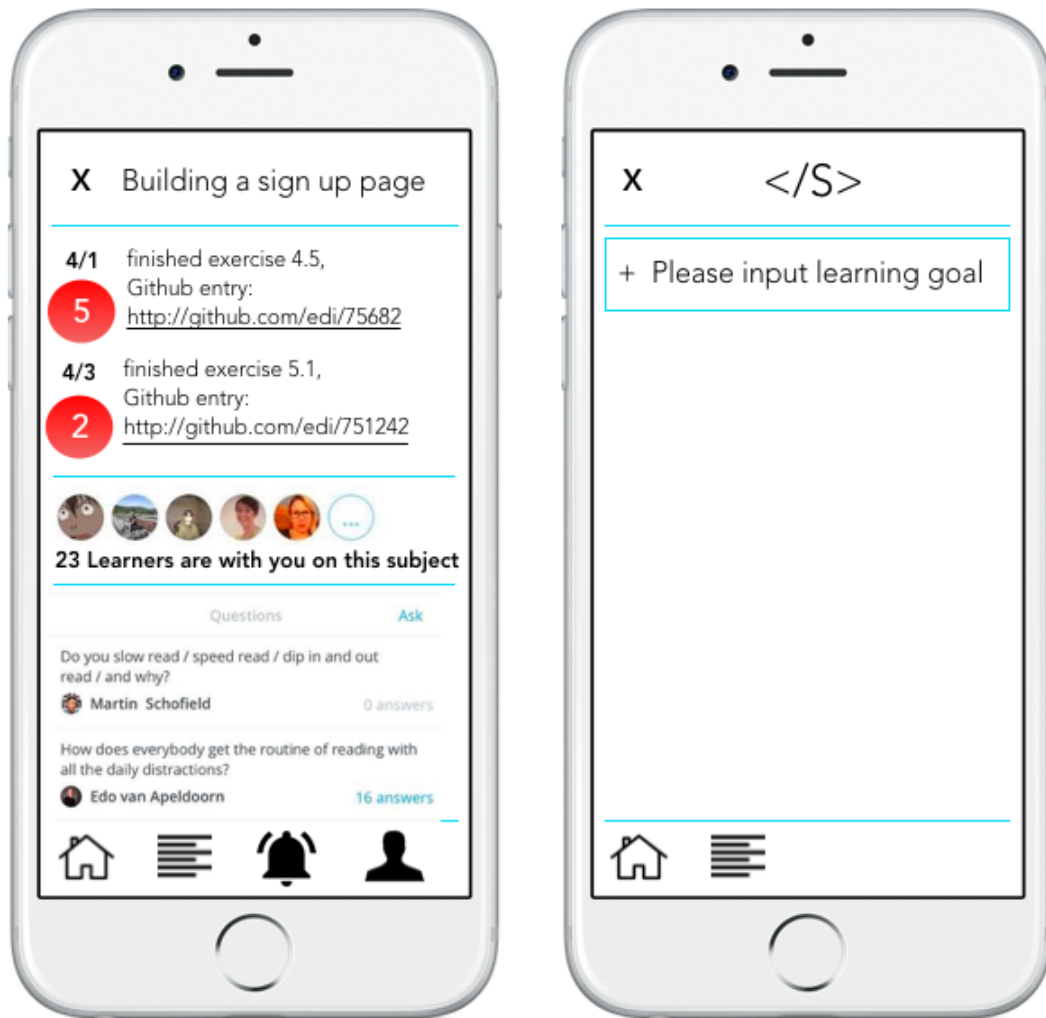 X Building a sign up page
4/1 finished exercise 4.5,
Github entry:
5 http://github.com/edi/75682
4/3 finished exercise 5.1,
Github entry:
2 http://github.com/edi/751242
...
23 Learners are with you on this subject
Questions Ask
Do you slow read / speed read / dip in and out
read / and why?
Martin Schofield 0 answers
How does everybody get the routine of reading with
all the daily distractions?
Edo van Apeldoorn 16 answers
X </S>
+ Please input learning goal